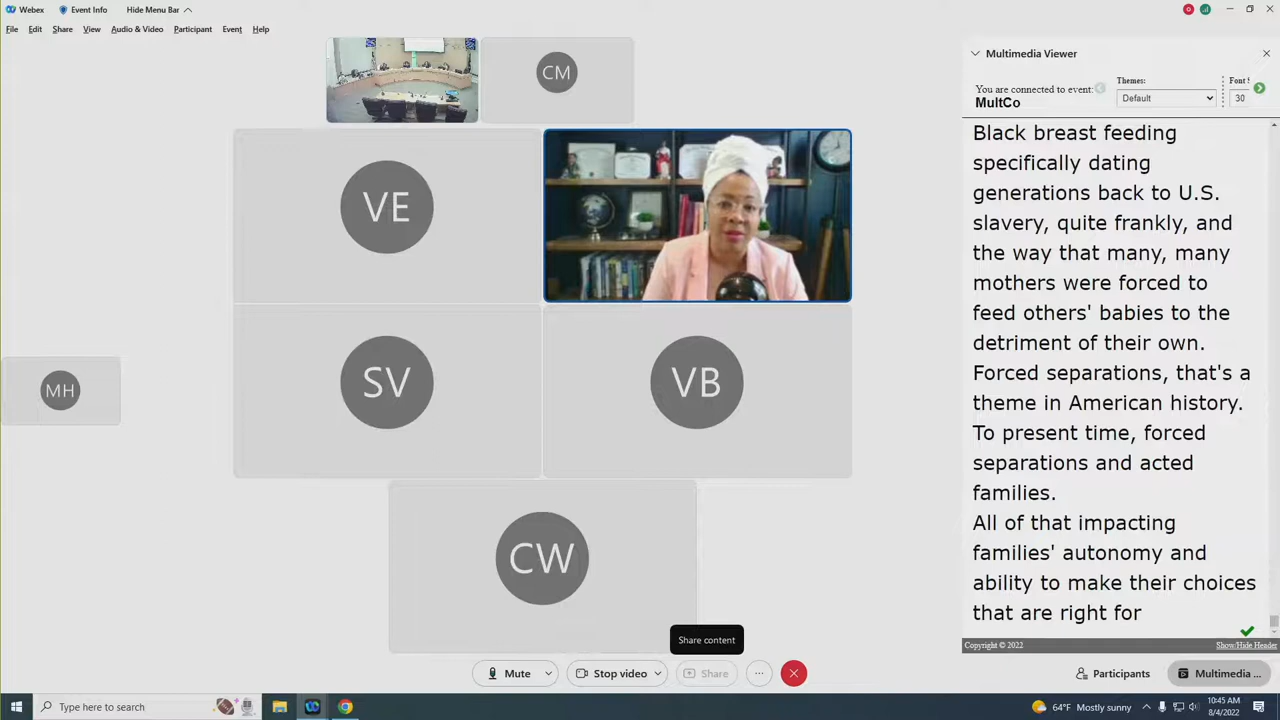 Webex Event Info Hide Menu Bar
File Edit Share View Audio & Video Participant Event Help
CM
VE
SV
VB
MH
CW
Share content
Mute Stop video Share
Multimedia Viewer
You are connected to event:
MultCo
Themes:
Default
Font S
30
Black breast feeding
specifically dating
generations back to U.S.
slavery, quite frankly, and
the way that many, many
mothers were forced to
feed others' babies to the
detriment of their own.
Forced separations, that's a
theme in American history.
To present time, forced
separations and acted
families.
All of that impacting
families' autonomy and
ability to make their choices
that are right for
Copyright © 2022 Show/Hide Header
Participants Multimedia ...
Type here to search
64°F Mostly sunny
10:45 AM
8/4/2022